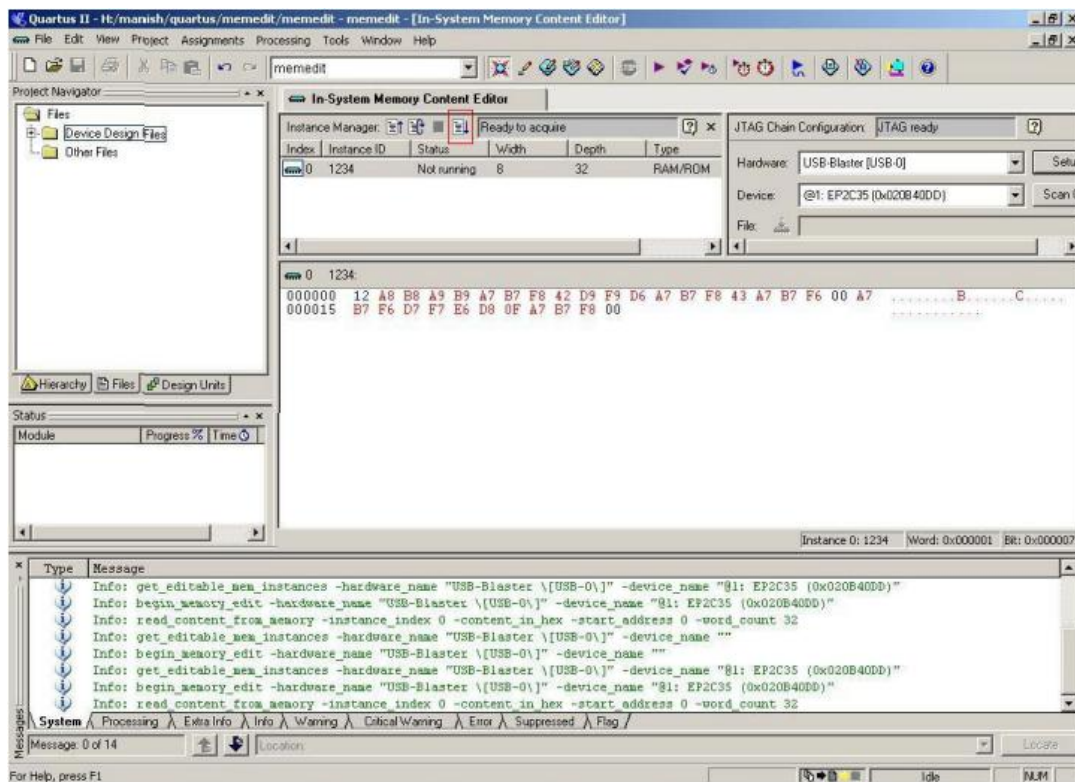 Quartus II - H:/manish/quartus/memedit/memedit - memedit - [In-System Memory Content Editor]
File Edit View Project Assignments Processing Tools Window Help
memedit
Project Navigator
Files
Device Design Files
Other Files
Hierarchy Files Design Units
Status
Module Progress % Time
In-System Memory Content Editor
Instance Manager: Ready to acquire
Index Instance ID Status Width Depth Type
0 1234 Not running 8 32 RAM/ROM
JTAG Chain Configuration: JTAG ready
Hardware: USB-Blaster [USB-0] Setu
Device: @1: EP2C35 (0x020B40DD) Scan
File:
0 1234:
000000 12 A8 B8 A9 B9 A7 B7 F8 42 D9 F9 D6 A7 B7 F8 43 A7 B7 F6 00 A7 ........B......C.....
000015 B7 F6 D7 F7 E6 D8 0F A7 B7 F8 00 ...........
Instance 0: 1234 Word: 0x000001 Bit: 0x000007
Type Message
Info: get_editable_mem_instances -hardware_name "USB-Blaster \[USB-0\]" -device_name "@1: EP2C35 (0x020B40DD)"
Info: begin_memory_edit -hardware_name "USB-Blaster \[USB-0\]" -device_name "@1: EP2C35 (0x020B40DD)"
Info: read_content_from_memory -instance_index 0 -content_in_hex -start_address 0 -word_count 32
Info: get_editable_mem_instances -hardware_name "USB-Blaster \[USB-0\]" -device_name ""
Info: begin_memory_edit -hardware_name "USB-Blaster \[USB-0\]" -device_name ""
Info: get_editable_mem_instances -hardware_name "USB-Blaster \[USB-0\]" -device_name "@1: EP2C35 (0x020B40DD)"
Info: begin_memory_edit -hardware_name "USB-Blaster \[USB-0\]" -device_name "@1: EP2C35 (0x020B40DD)"
Info: read_content_from_memory -instance_index 0 -content_in_hex -start_address 0 -word_count 32
System Processing Extra Info Info Warning Critical Warning Error Suppressed Flag
Messages
Message: 0 of 14 Location: Locate
For Help, press F1 Idle NUM